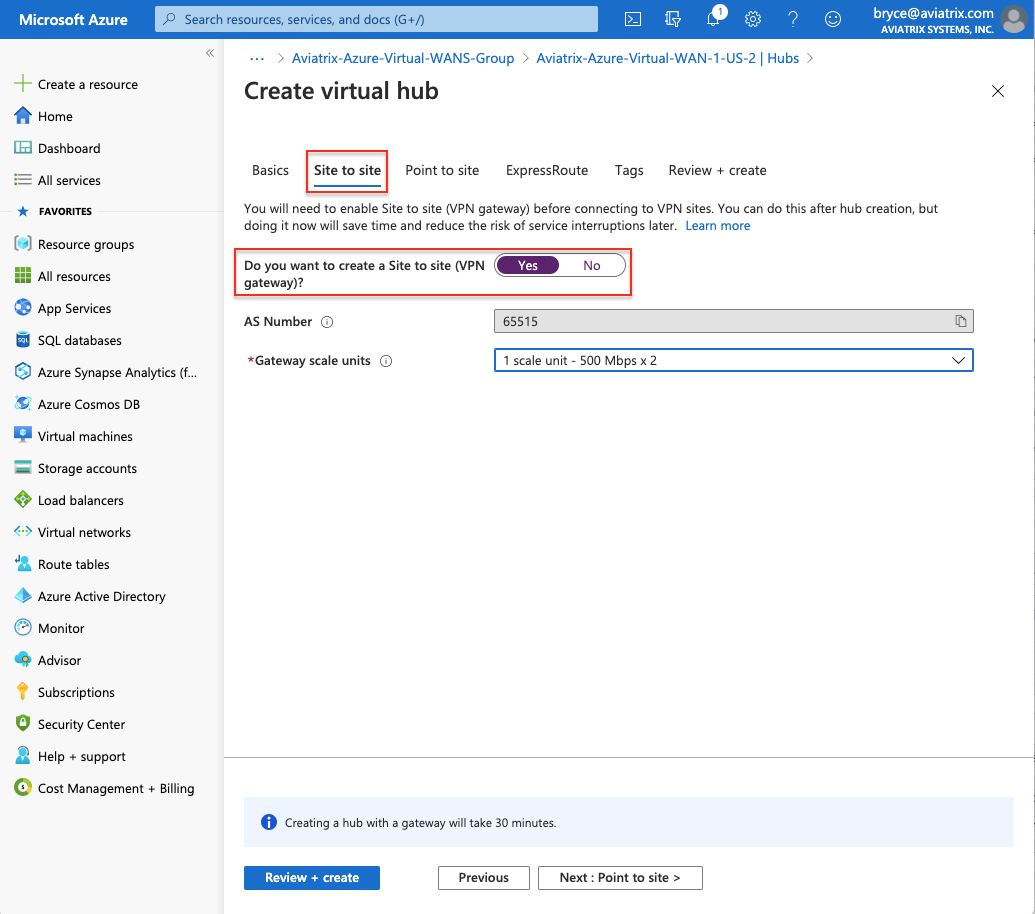 Microsoft Azure
Search resources, services, and docs (G+/)
1
bryce@aviatrix.com
AVIATRIX SYSTEMS, INC.
«
Create a resource
Home
Dashboard
All services
FAVORITES
Resource groups
All resources
App Services
SQL databases
Azure Synapse Analytics (f...
Azure Cosmos DB
Virtual machines
Storage accounts
Load balancers
Virtual networks
Route tables
Azure Active Directory
Monitor
Advisor
Subscriptions
Security Center
Help + support
Cost Management + Billing
... > Aviatrix-Azure-Virtual-WANS-Group > Aviatrix-Azure-Virtual-WAN-1-US-2 | Hubs >
Create virtual hub
Basics Site to site Point to site ExpressRoute Tags Review + create
You will need to enable Site to site (VPN gateway) before connecting to VPN sites. You can do this after hub creation, but
doing it now will save time and reduce the risk of service interruptions later. Learn more
Do you want to create a Site to site (VPN Yes No
gateway)?
AS Number 65515
*Gateway scale units 1 scale unit - 500 Mbps x 2
Creating a hub with a gateway will take 30 minutes.
Review + create Previous Next : Point to site >